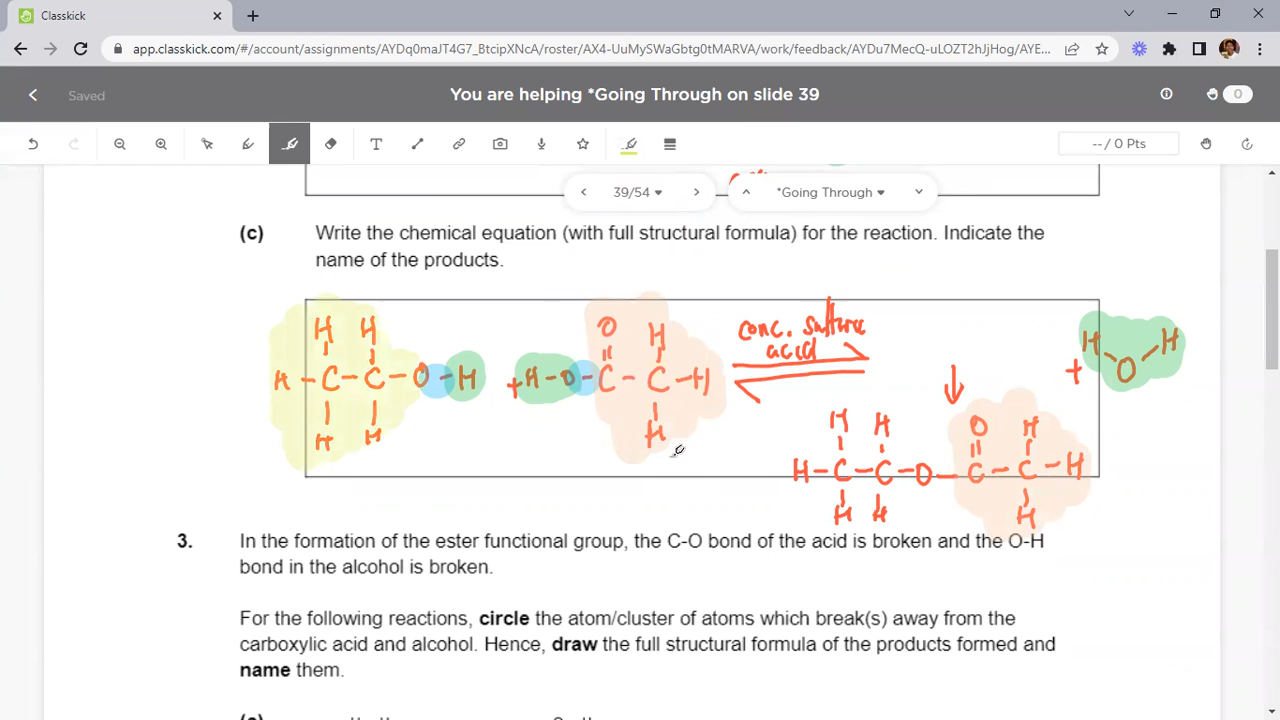 Classkick
app.classkick.com/#/account/assignments/AYDq0maJT4G7_BtcipXNcA/roster/AX4-UuMySWaGbtg0tMARVA/work/feedback/AYDu7MecQ-uLOZT2hJjHog/AYE...
Saved
You are helping *Going Through on slide 39
0
T
-- / 0 Pts
39/54
*Going Through
(c) Write the chemical equation (with full structural formula) for the reaction. Indicate the
name of the products.
H H
H - C - C - O - H
H H
O H
+ H - O - C - C - H
H
conc. sulfuric
acid
H H O H
H - C - C - O - C - C - H
H H H
+ H O H
3. In the formation of the ester functional group, the C-O bond of the acid is broken and the O-H
bond in the alcohol is broken.
For the following reactions, circle the atom/cluster of atoms which break(s) away from the
carboxylic acid and alcohol. Hence, draw the full structural formula of the products formed and
name them.